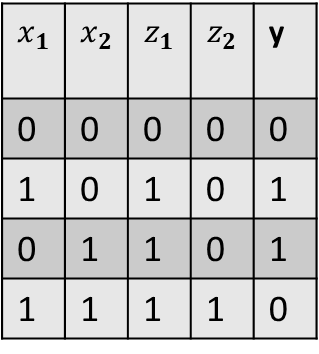 x₁ x₂ z₁ z₂ y
0 0 0 0 0
1 0 1 0 1
0 1 1 0 1
1 1 1 1 0